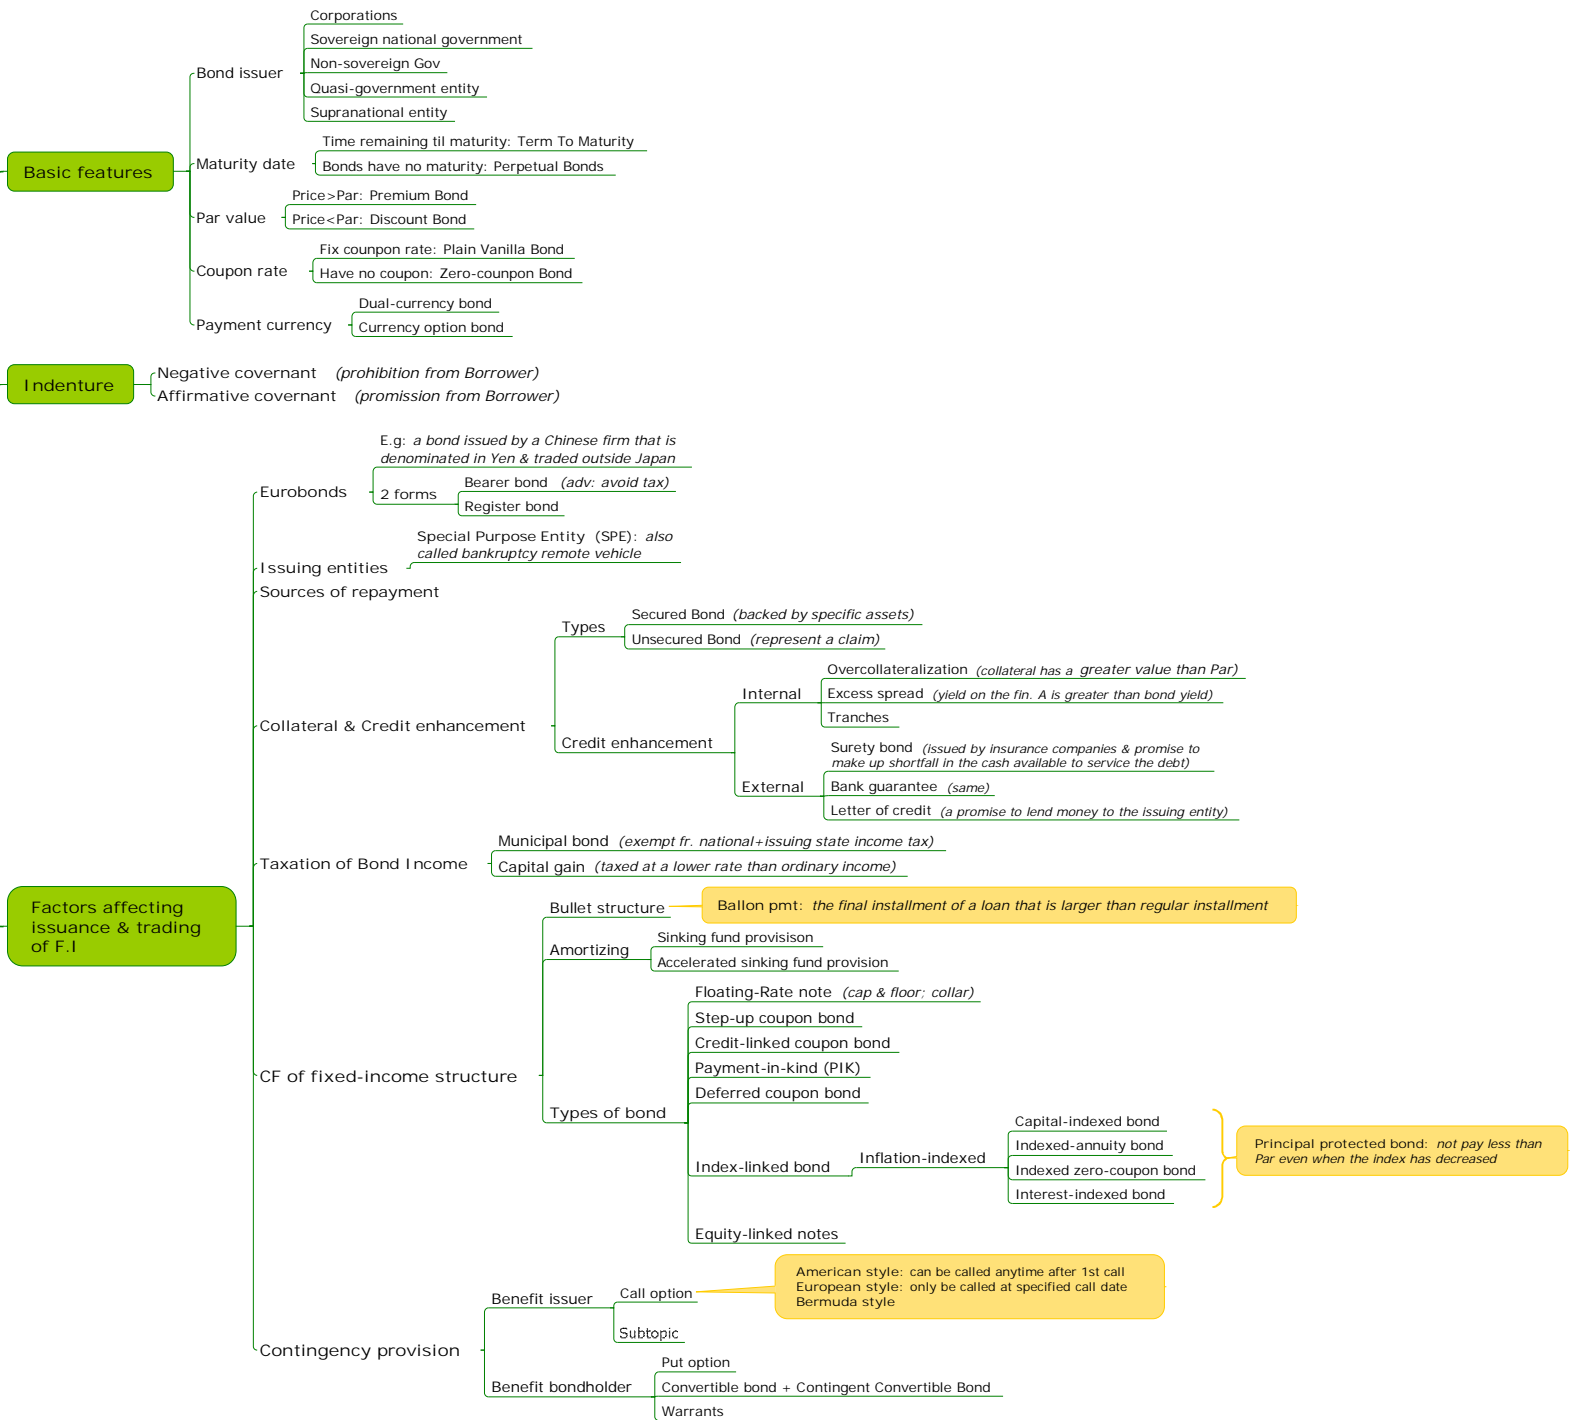 Basic features
Bond issuer
Corporations
Sovereign national government
Non-sovereign Gov
Quasi-government entity
Supranational entity
Maturity date
Time remaining til maturity: Term To Maturity
Bonds have no maturity: Perpetual Bonds
Par value
Price>Par: Premium Bond
Price<Par: Discount Bond
Coupon rate
Fix counpon rate: Plain Vanilla Bond
Have no coupon: Zero-counpon Bond
Payment currency
Dual-currency bond
Currency option bond
Indenture
Negative covernant (prohibition from Borrower)
Affirmative covernant (promission from Borrower)
Factors affecting
issuance & trading
of F.I
Eurobonds
E.g: a bond issued by a Chinese firm that is
denominated in Yen & traded outside Japan
2 forms
Bearer bond (adv: avoid tax)
Register bond
Issuing entities
Special Purpose Entity (SPE): also
called bankruptcy remote vehicle
Sources of repayment
Collateral & Credit enhancement
Types
Secured Bond (backed by specific assets)
Unsecured Bond (represent a claim)
Credit enhancement
Internal
Overcollateralization (collateral has a greater value than Par)
Excess spread (yield on the fin. A is greater than bond yield)
Tranches
External
Surety bond (issued by insurance companies & promise to
make up shortfall in the cash available to service the debt)
Bank guarantee (same)
Letter of credit (a promise to lend money to the issuing entity)
Taxation of Bond Income
Municipal bond (exempt fr. national+issuing state income tax)
Capital gain (taxed at a lower rate than ordinary income)
CF of fixed-income structure
Bullet structure
Ballon pmt: the final installment of a loan that is larger than regular installment
Amortizing
Sinking fund provisison
Accelerated sinking fund provision
Types of bond
Floating-Rate note (cap & floor; collar)
Step-up coupon bond
Credit-linked coupon bond
Payment-in-kind (PIK)
Deferred coupon bond
Index-linked bond
Inflation-indexed
Capital-indexed bond
Indexed-annuity bond
Indexed zero-coupon bond
Interest-indexed bond
Principal protected bond: not pay less than
Par even when the index has decreased
Equity-linked notes
Contingency provision
Benefit issuer
Call option
American style: can be called anytime after 1st call
European style: only be called at specified call date
Bermuda style
Subtopic
Benefit bondholder
Put option
Convertible bond + Contingent Convertible Bond
Warrants